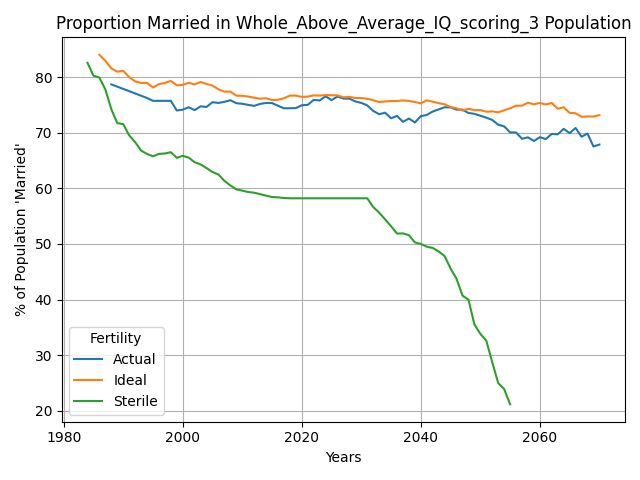 Proportion Married in Whole_Above_Average_IQ_scoring_3 Population
% of Population 'Married'
80
70
60
50
40
30
20
Fertility
Actual
Ideal
Sterile
1980 2000 2020 2040 2060
Years